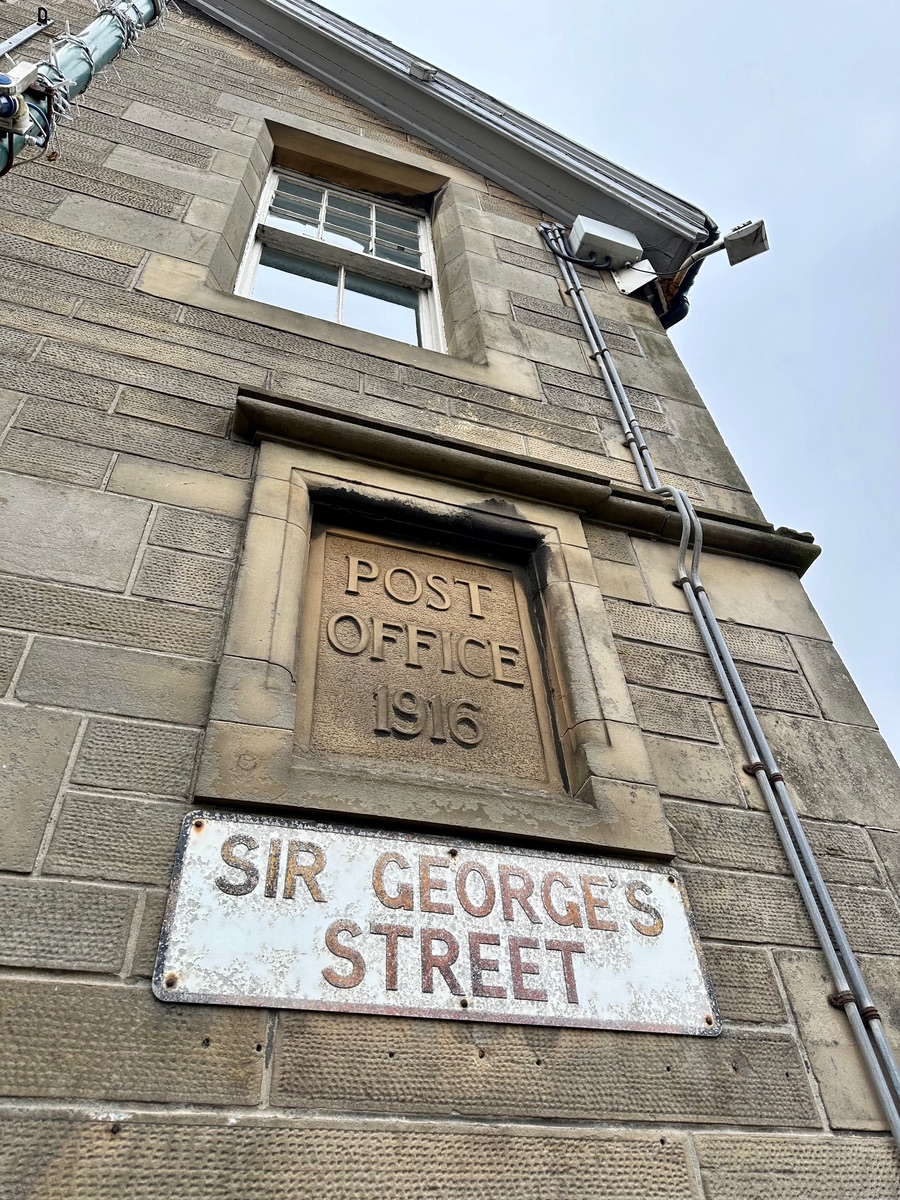 POST
OFFICE
1916
SIR GEORGE'S
STREET